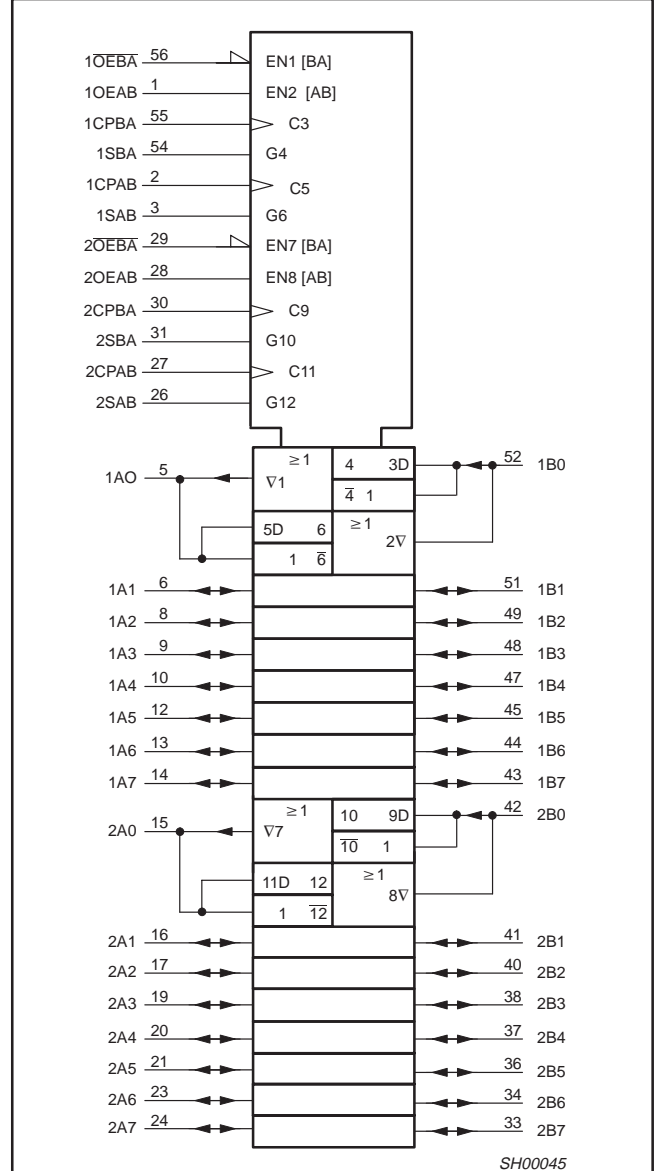 1O̅E̅B̅A̅ 56 EN1 [BA]
1OEAB 1 EN2 [AB]
1CPBA 55 C3
1SBA 54 G4
1CPAB 2 C5
1SAB 3 G6
2O̅E̅B̅A̅ 29 EN7 [BA]
2OEAB 28 EN8 [AB]
2CPBA 30 C9
2SBA 31 G10
2CPAB 27 C11
2SAB 26 G12
1AO 5 ∇1 ≥1 4 3D 52 1B0
4̅ 1
5D 6 ≥1 2∇
1 6̅
1A1 6 51 1B1
1A2 8 49 1B2
1A3 9 48 1B3
1A4 10 47 1B4
1A5 12 45 1B5
1A6 13 44 1B6
1A7 14 43 1B7
2A0 15 ∇7 ≥1 10 9D 42 2B0
1̅0̅ 1
11D 12 ≥1 8∇
1 1̅2̅
2A1 16 41 2B1
2A2 17 40 2B2
2A3 19 38 2B3
2A4 20 37 2B4
2A5 21 36 2B5
2A6 23 34 2B6
2A7 24 33 2B7
SH00045